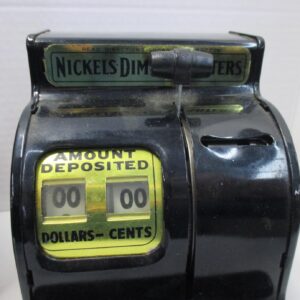 NICKELS
AMOUNT
DEPOSITED
00 00
DOLLARS-CENTS